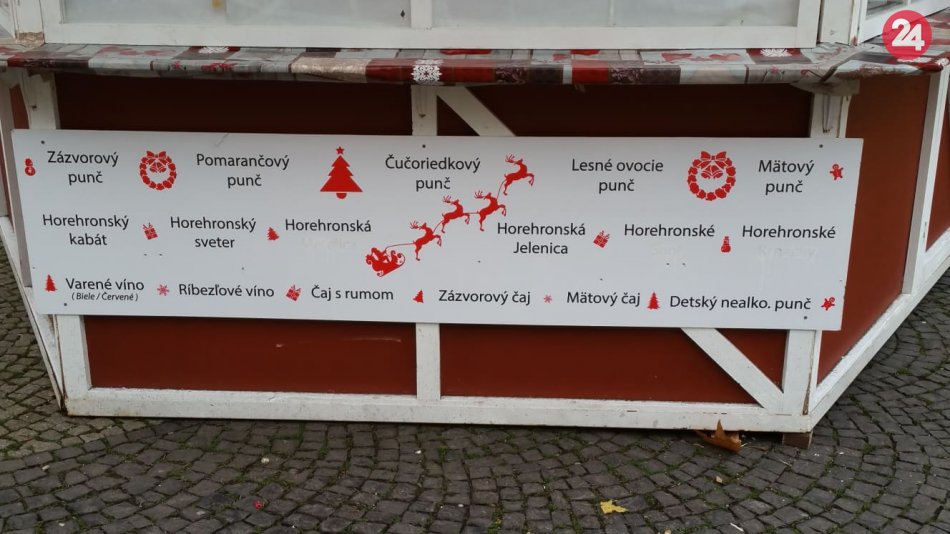 24
Zázvorový
punč
Pomarančový
punč
Čučoriedkový
punč
Lesné ovocie
punč
Mätový
punč
Horehronský
kabát
Horehronský
sveter
Horehronská
Horehronská
Jelenica
Horehronské
Horehronské
Varené víno
( Biele / Červené )
Ríbezľové víno
Čaj s rumom
Zázvorový čaj
Mätový čaj
Detský nealko. punč